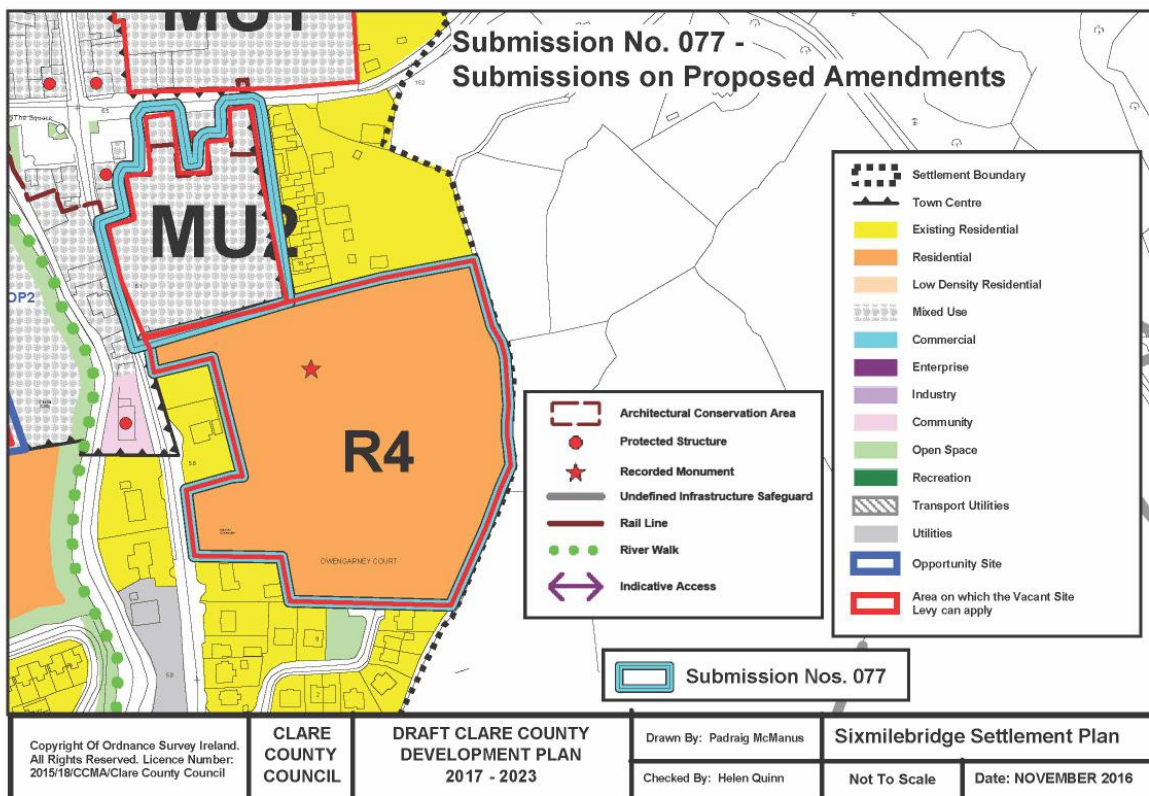 MU1
Submission No. 077 -
Submissions on Proposed Amendments
The Square
MU2
OP2
R4
OWENGARNEY COURT
Settlement Boundary
Town Centre
Existing Residential
Residential
Low Density Residential
Mixed Use
Commercial
Enterprise
Industry
Community
Open Space
Recreation
Transport Utilities
Utilities
Opportunity Site
Area on which the Vacant Site
Levy can apply
Architectural Conservation Area
Protected Structure
Recorded Monument
Undefined Infrastructure Safeguard
Rail Line
River Walk
Indicative Access
Submission Nos. 077
Copyright Of Ordnance Survey Ireland.
All Rights Reserved. Licence Number:
2015/18/CCMA/Clare County Council
CLARE
COUNTY
COUNCIL
DRAFT CLARE COUNTY
DEVELOPMENT PLAN
2017 - 2023
Drawn By: Padraig McManus
Checked By: Helen Quinn
Sixmilebridge Settlement Plan
Not To Scale
Date: NOVEMBER 2016